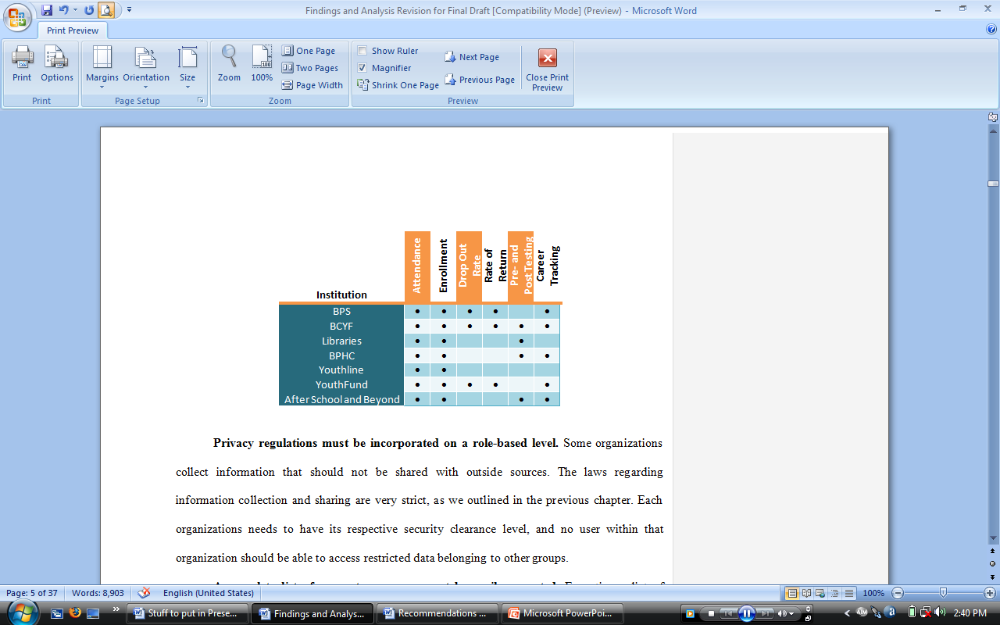 Findings and Analysis Revision for Final Draft [Compatibility Mode] (Preview) - Microsoft Word
Print Preview
Print
Options
Margins
Orientation
Size
Zoom
100%
One Page
Two Pages
Page Width
Show Ruler
Magnifier
Shrink One Page
Next Page
Previous Page
Close Print
Preview
Print
Page Setup
Zoom
Preview
Institution
Attendance
Enrollment
Drop Out
Rate
Rate of
Return
Pre- and
Post Testing
Career
Tracking
BPS • • • • •
BCYF • • • • • •
Libraries • • •
BPHC • • • •
Youthline • •
YouthFund • • • • •
After School and Beyond • • • •
Privacy regulations must be incorporated on a role-based level. Some organizations
collect information that should not be shared with outside sources. The laws regarding
information collection and sharing are very strict, as we outlined in the previous chapter. Each
organizations needs to have its respective security clearance level, and no user within that
organization should be able to access restricted data belonging to other groups.
Page: 5 of 37
Words: 8,903
English (United States)
100%
Stuff to put in Prese...
Findings and Analys...
Recommendations ...
Microsoft PowerPoi...
2:40 PM